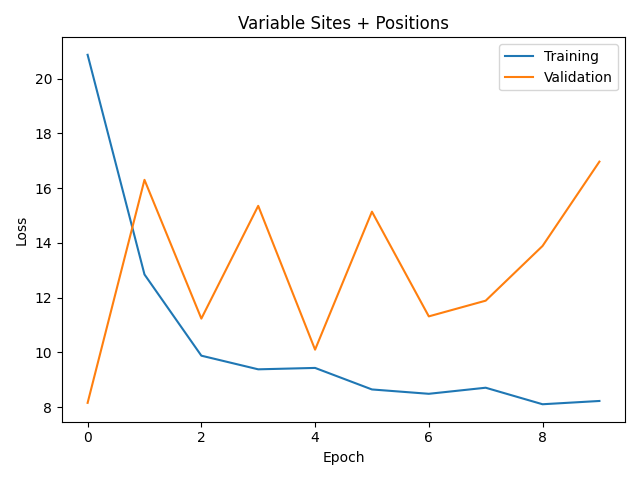 Variable Sites + Positions
Training
Validation
Loss
20
18
16
14
12
10
8
0 2 4 6 8
Epoch